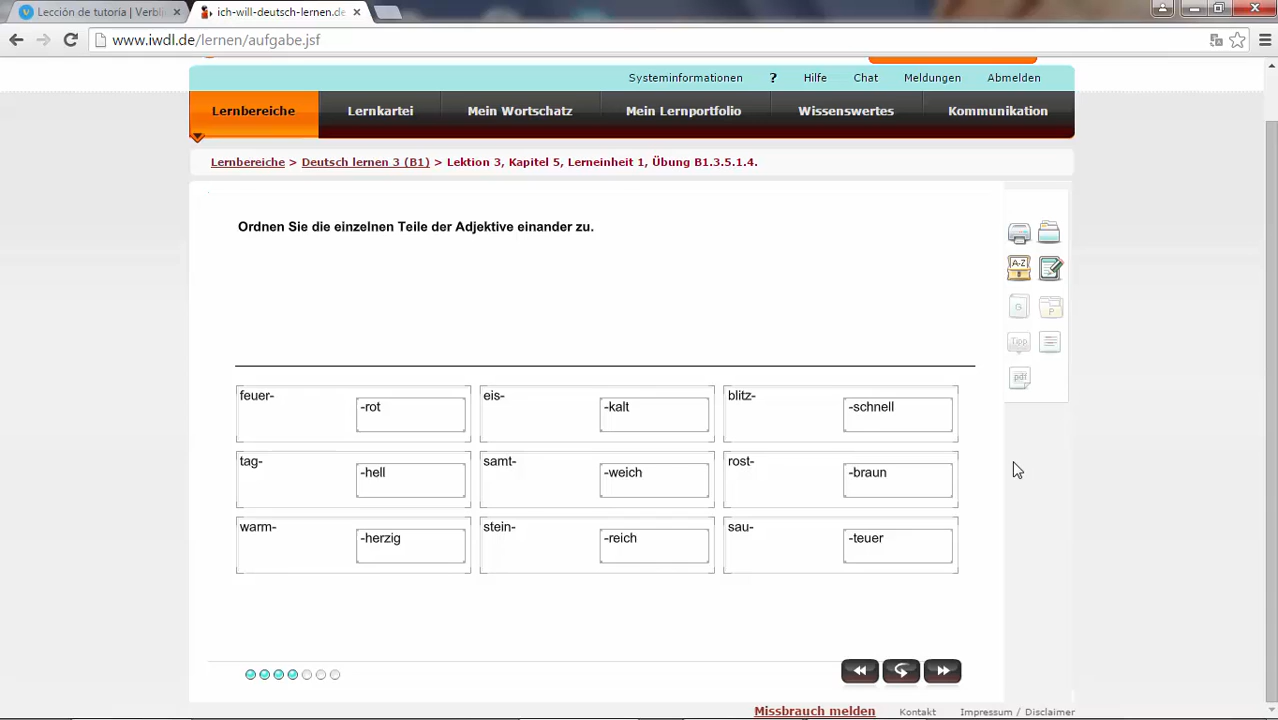 Lección de tutoría | Verbli
ich-will-deutsch-lernen.de
www.iwdl.de/lernen/aufgabe.jsf
Systeminformationen ? Hilfe Chat Meldungen Abmelden
Lernbereiche Lernkartei Mein Wortschatz Mein Lernportfolio Wissenswertes Kommunikation
Lernbereiche > Deutsch lernen 3 (B1) > Lektion 3, Kapitel 5, Lerneinheit 1, Übung B1.3.5.1.4.
Ordnen Sie die einzelnen Teile der Adjektive einander zu.
A-Z
G P
Tipp
pdf
feuer- -rot eis- -kalt blitz- -schnell
tag- -hell samt- -weich rost- -braun
warm- -herzig stein- -reich sau- -teuer
Missbrauch melden Kontakt Impressum / Disclaimer